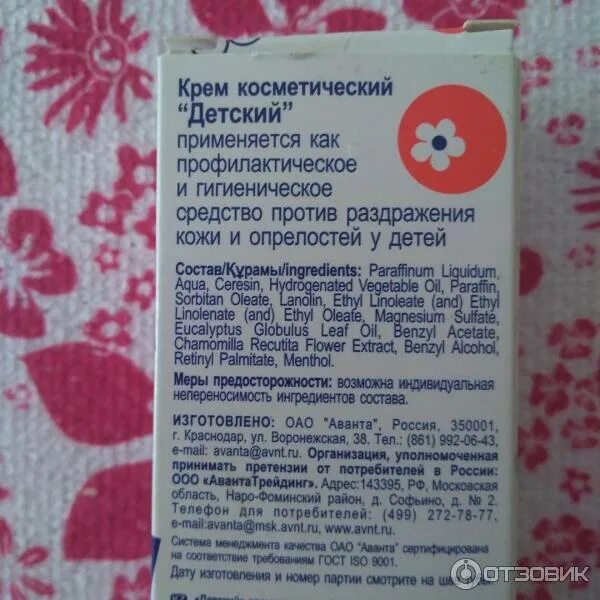 Крем косметический
"Детский"
применяется как
профилактическое
и гигиеническое
средство против раздражения
кожи и опрелостей у детей
Состав/Құрамы/ingredients: Paraffinum Liquidum,
Aqua, Ceresin, Hydrogenated Vegetable Oil, Paraffin,
Sorbitan Oleate, Lanolin, Ethyl Linoleate (and) Ethyl
Linolenate (and) Ethyl Oleate, Magnesium Sulfate,
Eucalyptus Globulus Leaf Oil, Benzyl Acetate,
Chamomilla Recutita Flower Extract, Benzyl Alcohol,
Retinyl Palmitate, Menthol.
Меры предосторожности: возможна индивидуальная
непереносимость ингредиентов состава.
ИЗГОТОВЛЕНО: ОАО "Аванта", Россия, 350001,
г. Краснодар, ул. Воронежская, 38. Тел.: (861) 992-06-43,
e-mail: avanta@avnt.ru. Организация, уполномоченная
принимать претензии от потребителей в России:
ООО «АвантаТрейдинг». Адрес:143395, РФ, Московская
область, Наро-Фоминский район, д. Софьино, д. № 2.
Телефон для потребителей: (499) 272-78-77,
e-mail:avanta@msk.avnt.ru, www.avnt.ru.
Система менеджмента качества ОАО "Аванта" сертифицирована
на соответствие требованиям ГОСТ ISO 9001.
Дату изготовления и номер партии смотрите на
ОТЗОВИК